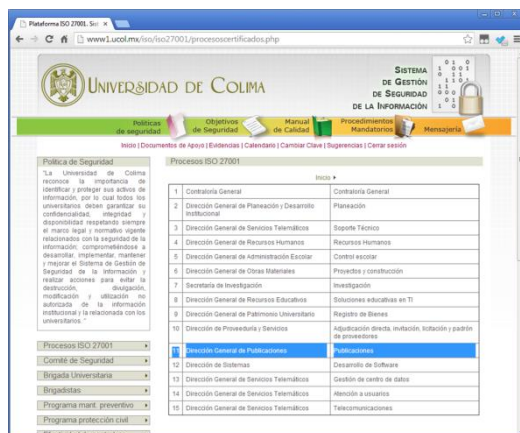 Plataforma ISO 27001. Sist
www1.ucol.mx/iso/iso27001/procesoscertificados.php
UNIVERSIDAD DE COLIMA
SISTEMA
DE GESTIÓN
DE SEGURIDAD
DE LA INFORMACIÓN
Políticas
de seguridad
Objetivos
de Seguridad
Manual
de Calidad
Procedimientos
Mandatorios
Mensajería
Inicio | Documentos de Apoyo | Evidencias | Calendario | Cambiar Clave | Sugerencias | Cerrar sesión
Política de Seguridad
"La Universidad de Colima
reconoce la importancia de
identificar y proteger sus activos de
información, por lo cual todos los
universitarios deben garantizar su
confidencialidad, integridad y
disponibilidad respetando siempre
el marco legal y normativo vigente
relacionados con la seguridad de la
información; comprometiéndose a
desarrollar, implementar, mantener
y mejorar el Sistema de Gestión de
Seguridad de la Información y
realizar acciones para evitar la
destrucción, divulgación,
modificación y utilización no
autorizada de la información
institucional y la relacionada con los
universitarios. "
Procesos ISO 27001
Comité de Seguridad
Brigada Universitaria
Brigadistas
Programa mant. preventivo
Programa protección civil
Procesos ISO 27001
Inicio
1 Contraloría General Contraloría General
2 Dirección General de Planeación y Desarrollo Institucional Planeación
3 Dirección General de Servicios Telemáticos Soporte Técnico
4 Dirección General de Recursos Humanos Recursos Humanos
5 Dirección General de Administración Escolar Control escolar
6 Dirección General de Obras Materiales Proyectos y construcción
7 Secretaría de Investigación Investigación
8 Dirección General de Recursos Educativos Soluciones educativas en TI
9 Dirección General de Patrimonio Universitario Registro de Bienes
10 Dirección de Proveeduría y Servicios Adjudicación directa, invitación, licitación y padrón de proveedores
11 Dirección General de Publicaciones Publicaciones
12 Dirección de Sistemas Desarrollo de Software
13 Dirección General de Servicios Telemáticos Gestión de centro de datos
14 Dirección General de Servicios Telemáticos Atención a usuarios
15 Dirección General de Servicios Telemáticos Telecomunicaciones